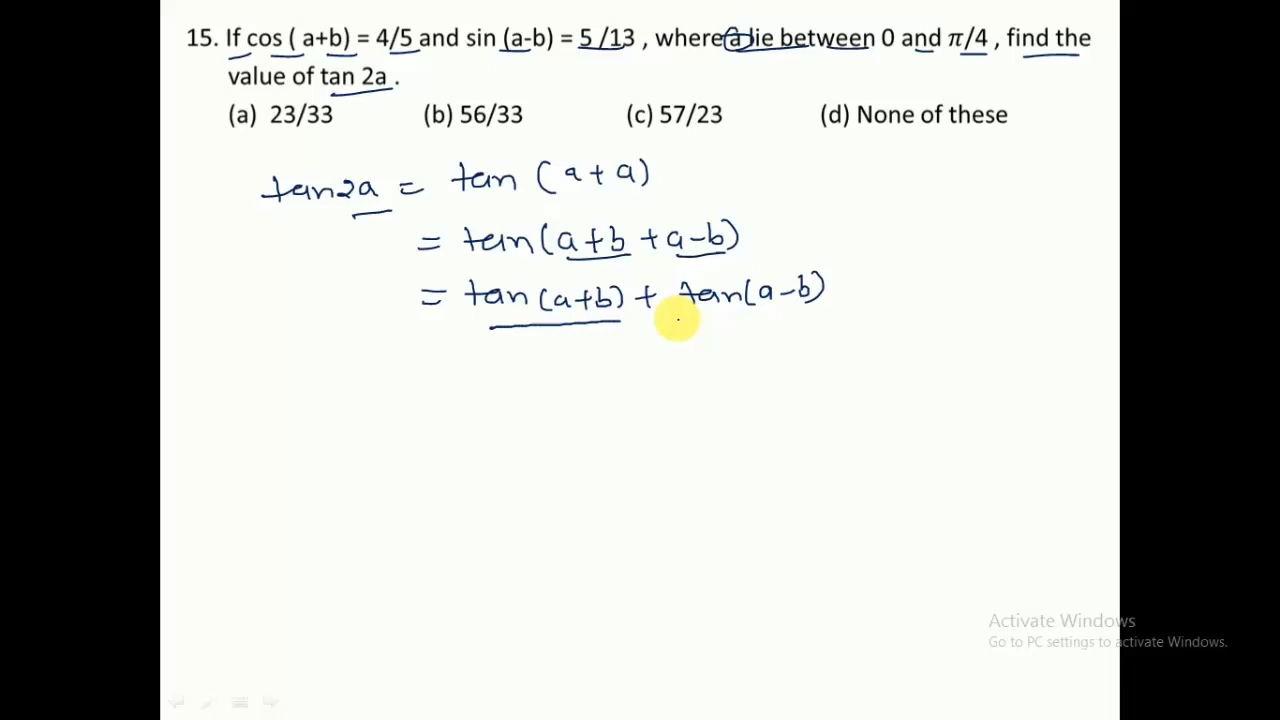 15. If cos ( a+b) = 4/5 and sin (a-b) = 5 /13 , where a lie between 0 and π/4 , find the
value of tan 2a .
(a) 23/33 (b) 56/33 (c) 57/23 (d) None of these
tan2a = tan (a+a)
= tan(a+b + a-b)
= tan(a+b) + tan(a-b)
Activate Windows
Go to PC settings to activate Windows.